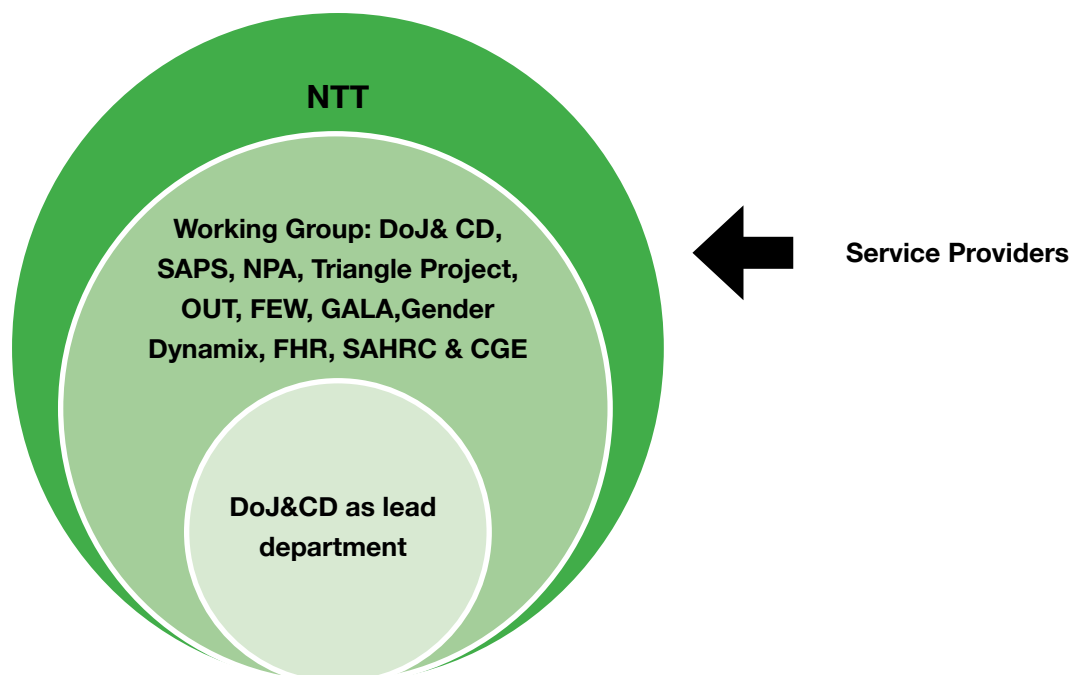 NTT
Working Group: DoJ& CD,
SAPS, NPA, Triangle Project,
OUT, FEW, GALA,Gender
Dynamix, FHR, SAHRC & CGE
Service Providers
DoJ&CD as lead
department